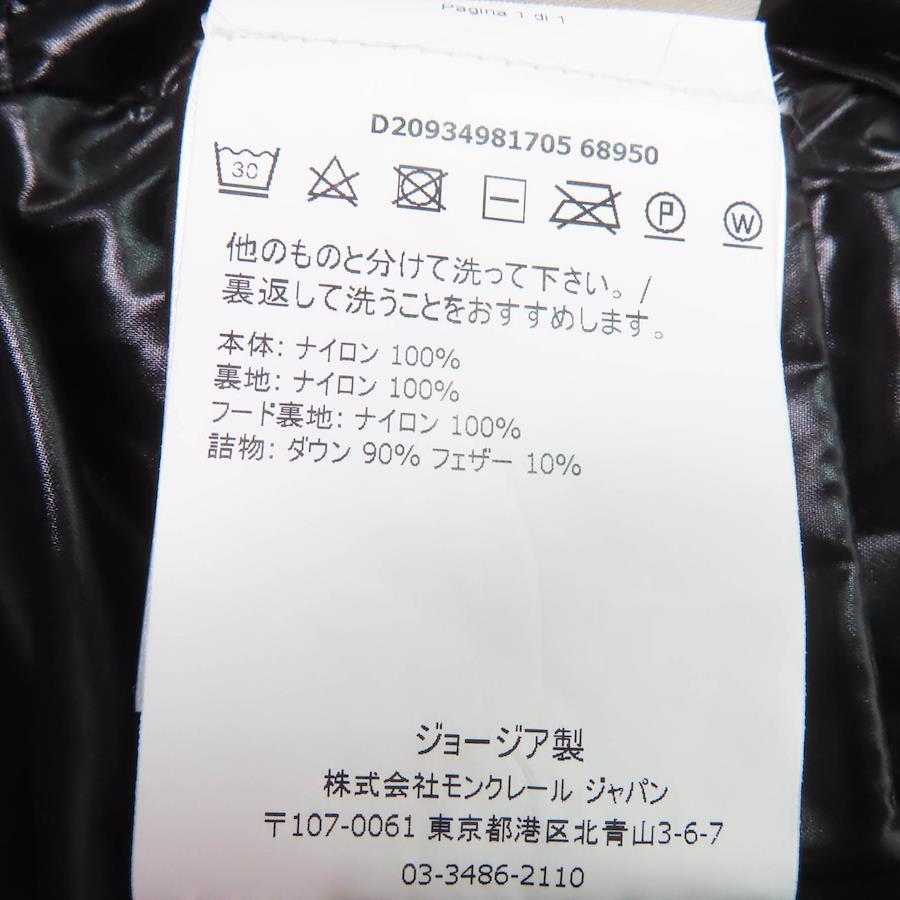 Pagina 1 di 1
D20934981705 68950
30 P W
他のものと分けて洗って下さい。/
裏返して洗うことをおすすめします。
本体: ナイロン 100%
裏地: ナイロン 100%
フード裏地: ナイロン 100%
詰物: ダウン 90% フェザー 10%
ジョージア製
株式会社モンクレール ジャパン
〒107-0061 東京都港区北青山3-6-7
03-3486-2110